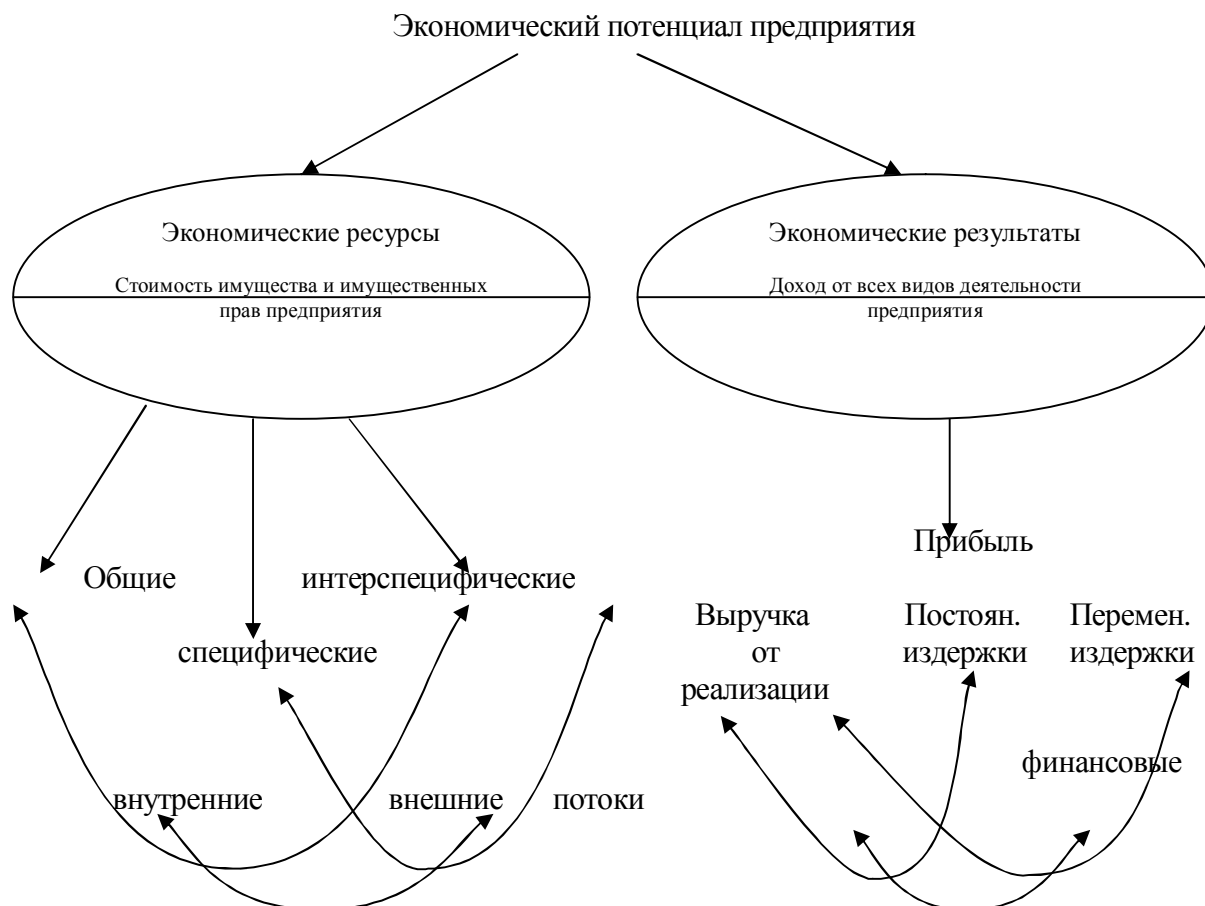 Экономический потенциал предприятия
Экономические ресурсы
Стоимость имущества и имущественных
прав предприятия
Экономические результаты
Доход от всех видов деятельности
предприятия
Общие
интерспецифические
специфические
внутренние
внешние
потоки
Прибыль
Выручка
от
реализации
Постоян.
издержки
Перемен.
издержки
финансовые